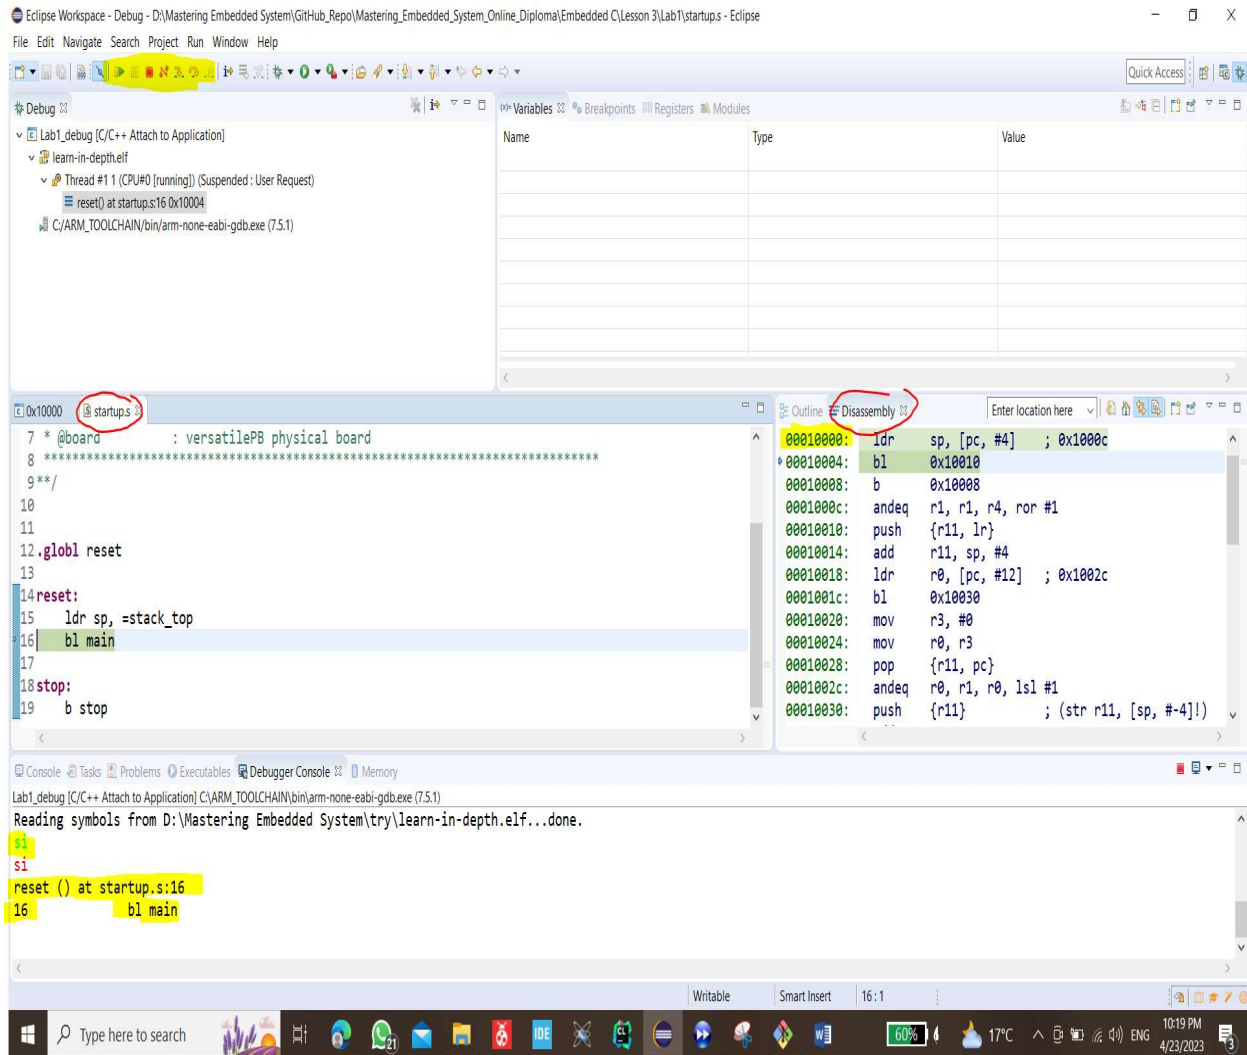 Eclipse Workspace - Debug - D:\Mastering Embedded System\GitHub_Repo\Mastering_Embedded_System_Online_Diploma\Embedded C\Lesson 3\Lab1\startup.s - Eclipse
File Edit Navigate Search Project Run Window Help
Quick Access
Debug
Lab1_debug [C/C++ Attach to Application]
learn-in-depth.elf
Thread #1 1 (CPU#0 [running]) (Suspended : User Request)
reset() at startup.s:16 0x10004
C:/ARM_TOOLCHAIN/bin/arm-none-eabi-gdb.exe (7.5.1)
(x)= Variables Breakpoints Registers Modules
Name Type Value
0x10000 startup.s
7 * @board : versatilePB physical board
8 ******************************************************************************
9 **/
10
11
12 .globl reset
13
14 reset:
15 ldr sp, =stack_top
16 bl main
17
18 stop:
19 b stop
Outline Disassembly Enter location here
00010000: ldr sp, [pc, #4] ; 0x1000c
00010004: bl 0x10010
00010008: b 0x10008
0001000c: andeq r1, r1, r4, ror #1
00010010: push {r11, lr}
00010014: add r11, sp, #4
00010018: ldr r0, [pc, #12] ; 0x1002c
0001001c: bl 0x10030
00010020: mov r3, #0
00010024: mov r0, r3
00010028: pop {r11, pc}
0001002c: andeq r0, r1, r0, lsl #1
00010030: push {r11} ; (str r11, [sp, #-4]!)
Console Tasks Problems Executables Debugger Console Memory
Lab1_debug [C/C++ Attach to Application] C:\ARM_TOOLCHAIN\bin\arm-none-eabi-gdb.exe (7.5.1)
Reading symbols from D:\Mastering Embedded System\try\learn-in-depth.elf...done.
si
si
reset () at startup.s:16
16 bl main
Writable Smart Insert 16 : 1
Type here to search
21
IDE
CL
60%
17°C
ENG
10:19 PM
4/23/2023
3